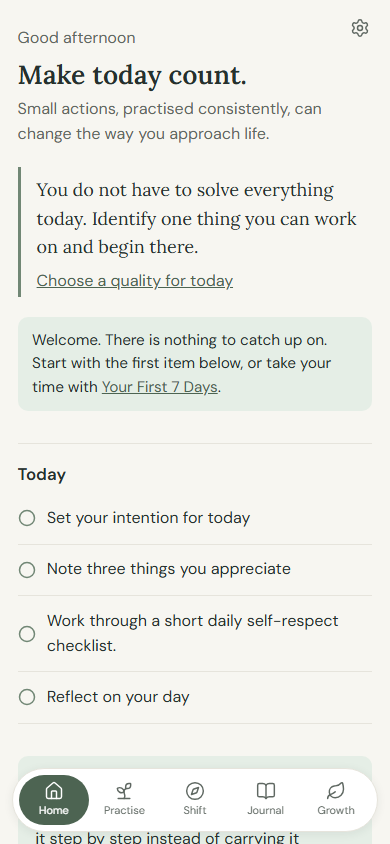 Good afternoon
Make today count.
Small actions, practised consistently, can
change the way you approach life.
You do not have to solve everything
today. Identify one thing you can work
on and begin there.
Choose a quality for today
Welcome. There is nothing to catch up on.
Start with the first item below, or take your
time with Your First 7 Days.
Today
Set your intention for today
Note three things you appreciate
Work through a short daily self-respect
checklist.
Reflect on your day
Home
Practise
Shift
Journal
Growth
it step by step instead of carrying it